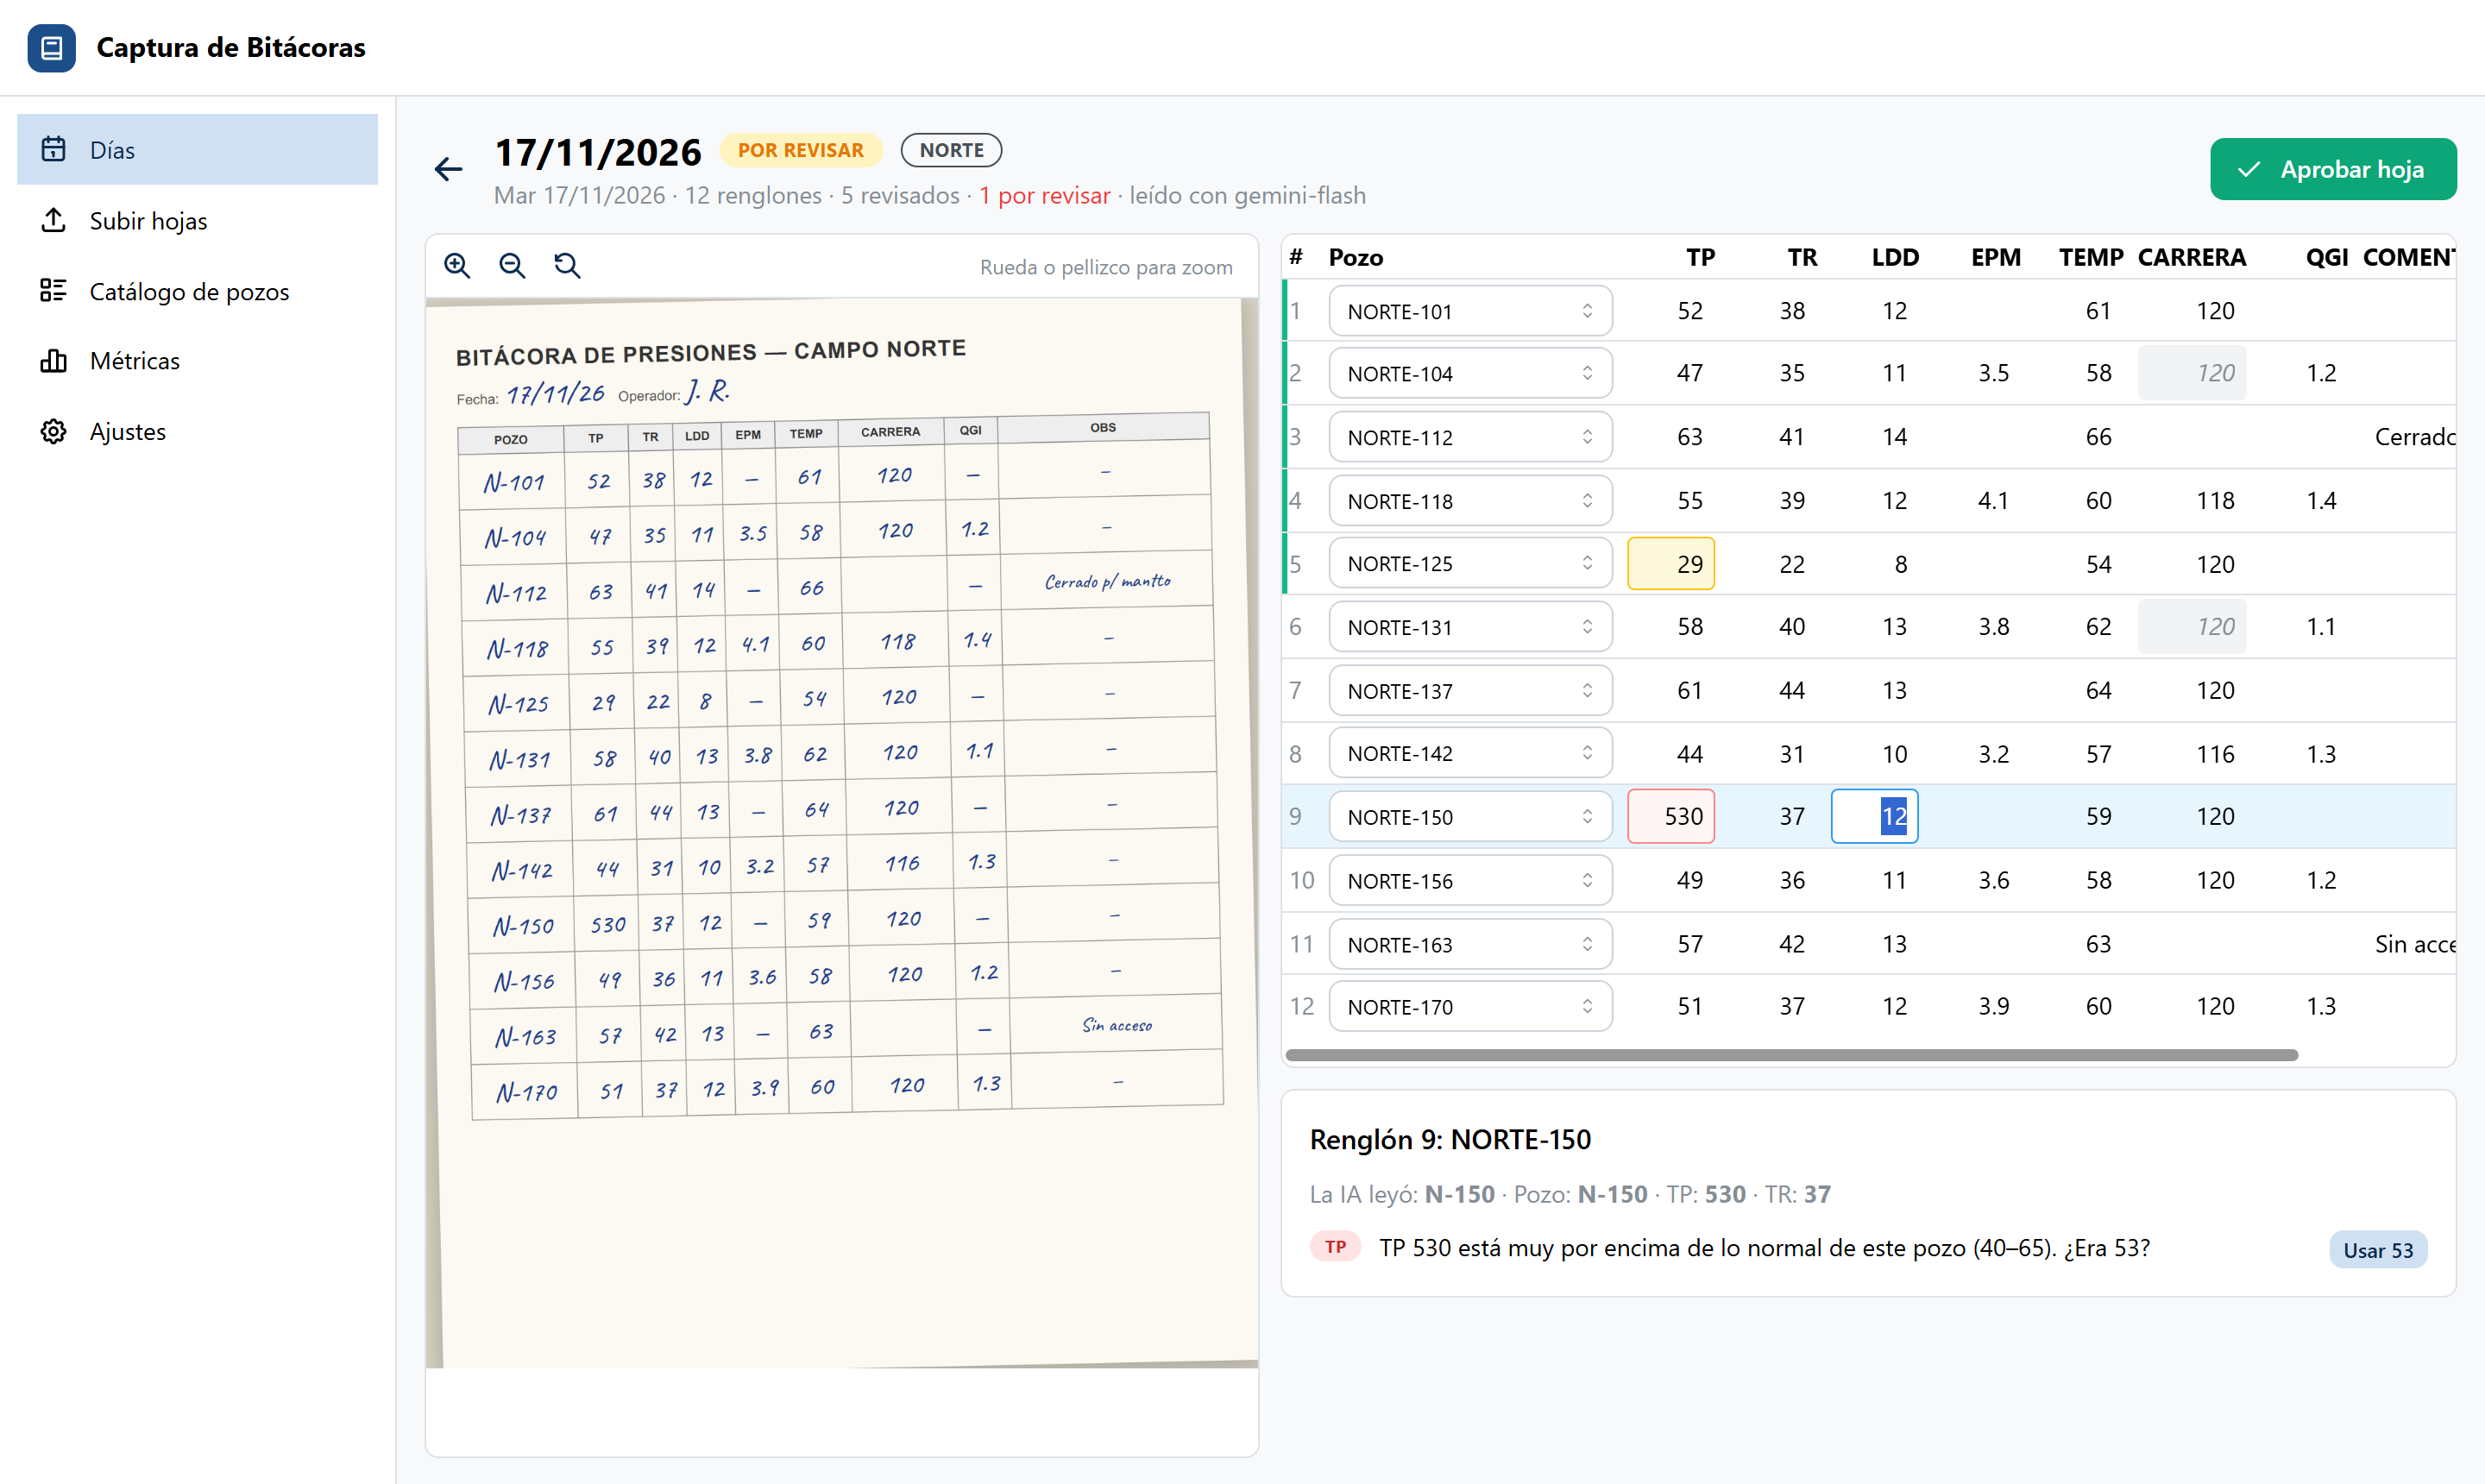 Captura de Bitácoras
Días
Subir hojas
Catálogo de pozos
Métricas
Ajustes
17/11/2026 POR REVISAR NORTE
Mar 17/11/2026 · 12 renglones · 5 revisados · 1 por revisar · leído con gemini-flash
Aprobar hoja
Rueda o pellizco para zoom
BITÁCORA DE PRESIONES — CAMPO NORTE
Fecha: 17/11/26 Operador: J. R.
POZO TP TR LDD EPM TEMP CARRERA QGI OBS
N-101 52 38 12 — 61 120 — —
N-104 47 35 11 3.5 58 120 1.2 —
N-112 63 41 14 — 66 — Cerrado p/ mantto
N-118 55 39 12 4.1 60 118 1.4 —
N-125 29 22 8 — 54 120 — —
N-131 58 40 13 3.8 62 120 1.1 —
N-137 61 44 13 — 64 120 — —
N-142 44 31 10 3.2 57 116 1.3 —
N-150 530 37 12 — 59 120 — —
N-156 49 36 11 3.6 58 120 1.2 —
N-163 57 42 13 — 63 — Sin acceso
N-170 51 37 12 3.9 60 120 1.3 —
# Pozo TP TR LDD EPM TEMP CARRERA QGI COMENT
1 NORTE-101 52 38 12 61 120
2 NORTE-104 47 35 11 3.5 58 120 1.2
3 NORTE-112 63 41 14 66 Cerrado
4 NORTE-118 55 39 12 4.1 60 118 1.4
5 NORTE-125 29 22 8 54 120
6 NORTE-131 58 40 13 3.8 62 120 1.1
7 NORTE-137 61 44 13 64 120
8 NORTE-142 44 31 10 3.2 57 116 1.3
9 NORTE-150 530 37 12 59 120
10 NORTE-156 49 36 11 3.6 58 120 1.2
11 NORTE-163 57 42 13 63 Sin acce
12 NORTE-170 51 37 12 3.9 60 120 1.3
Renglón 9: NORTE-150
La IA leyó: N-150 · Pozo: N-150 · TP: 530 · TR: 37
TP TP 530 está muy por encima de lo normal de este pozo (40–65). ¿Era 53? Usar 53